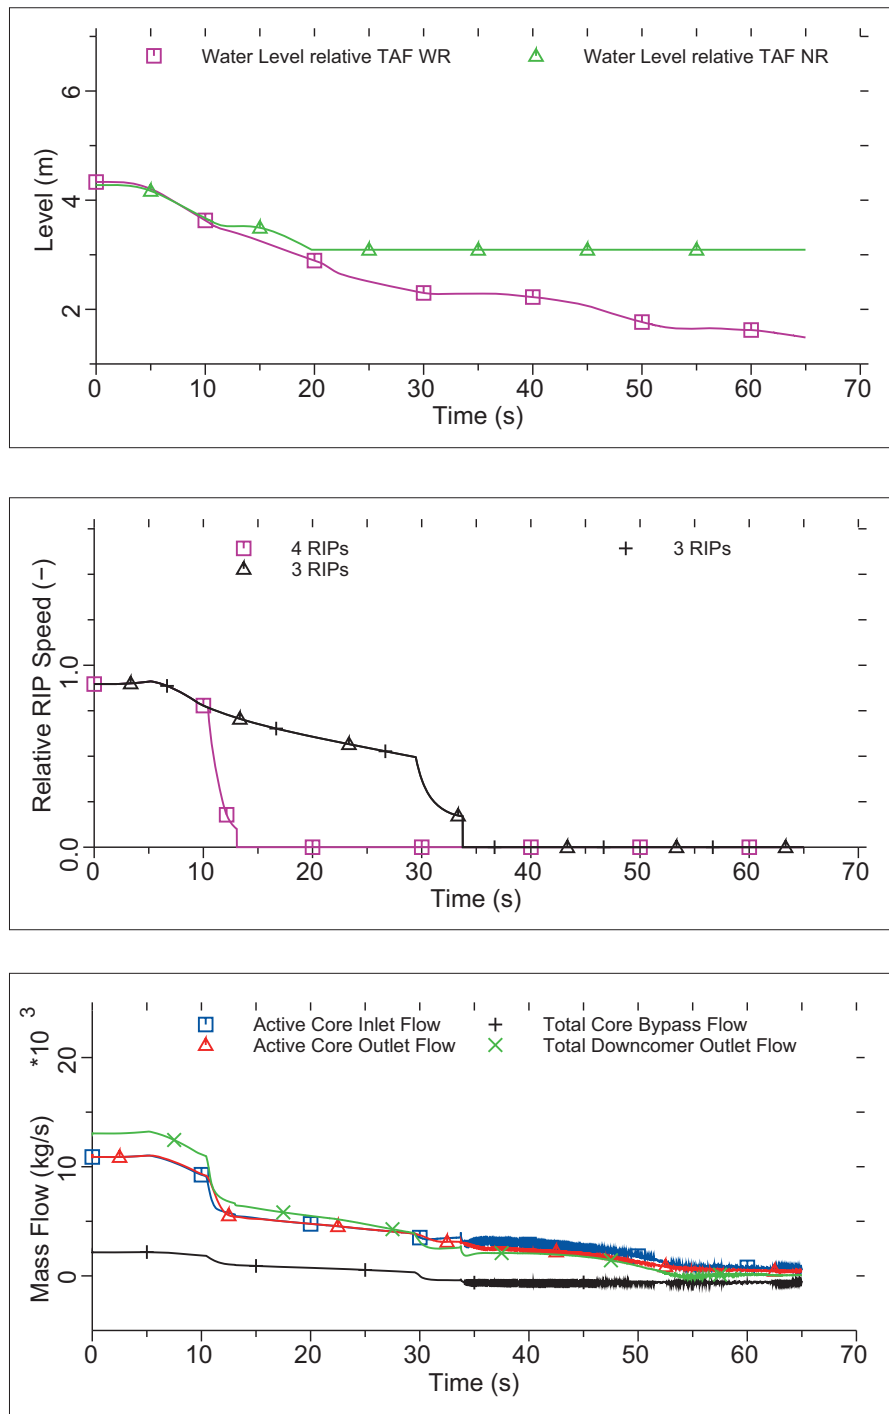 Water Level relative TAF WR
Water Level relative TAF NR
Level (m)
6
4
2
0 10 20 30 40 50 60 70
Time (s)
4 RIPs
3 RIPs
3 RIPs
Relative RIP Speed (−)
1.0
0.0
0 10 20 30 40 50 60 70
Time (s)
*10 3
Active Core Inlet Flow
Total Core Bypass Flow
Active Core Outlet Flow
Total Downcomer Outlet Flow
Mass Flow (kg/s)
20
10
0
0 10 20 30 40 50 60 70
Time (s)